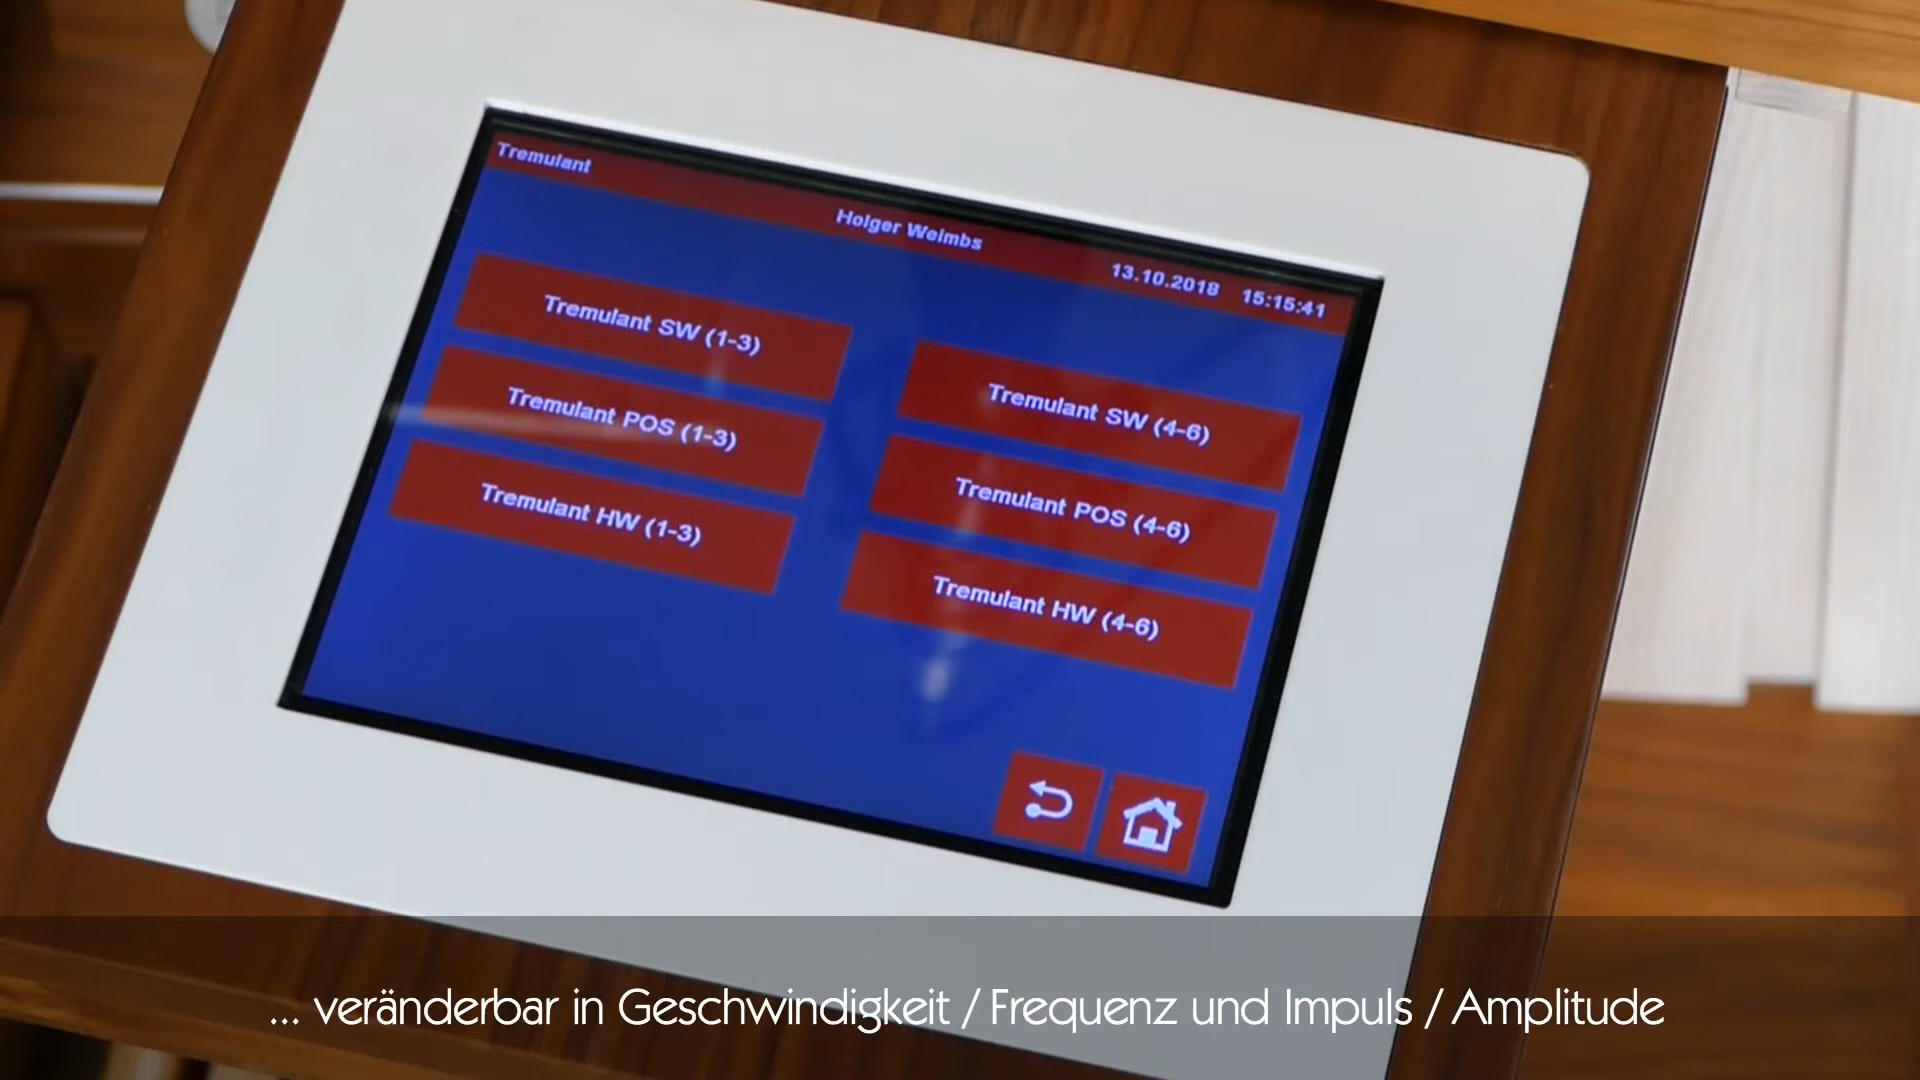 Tremulant
Holger Weimbs
13.10.2018 15:15:41
Tremulant SW (1-3)
Tremulant SW (4-6)
Tremulant POS (1-3)
Tremulant POS (4-6)
Tremulant HW (1-3)
Tremulant HW (4-6)
... veränderbar in Geschwindigkeit / Frequenz und Impuls / Amplitude